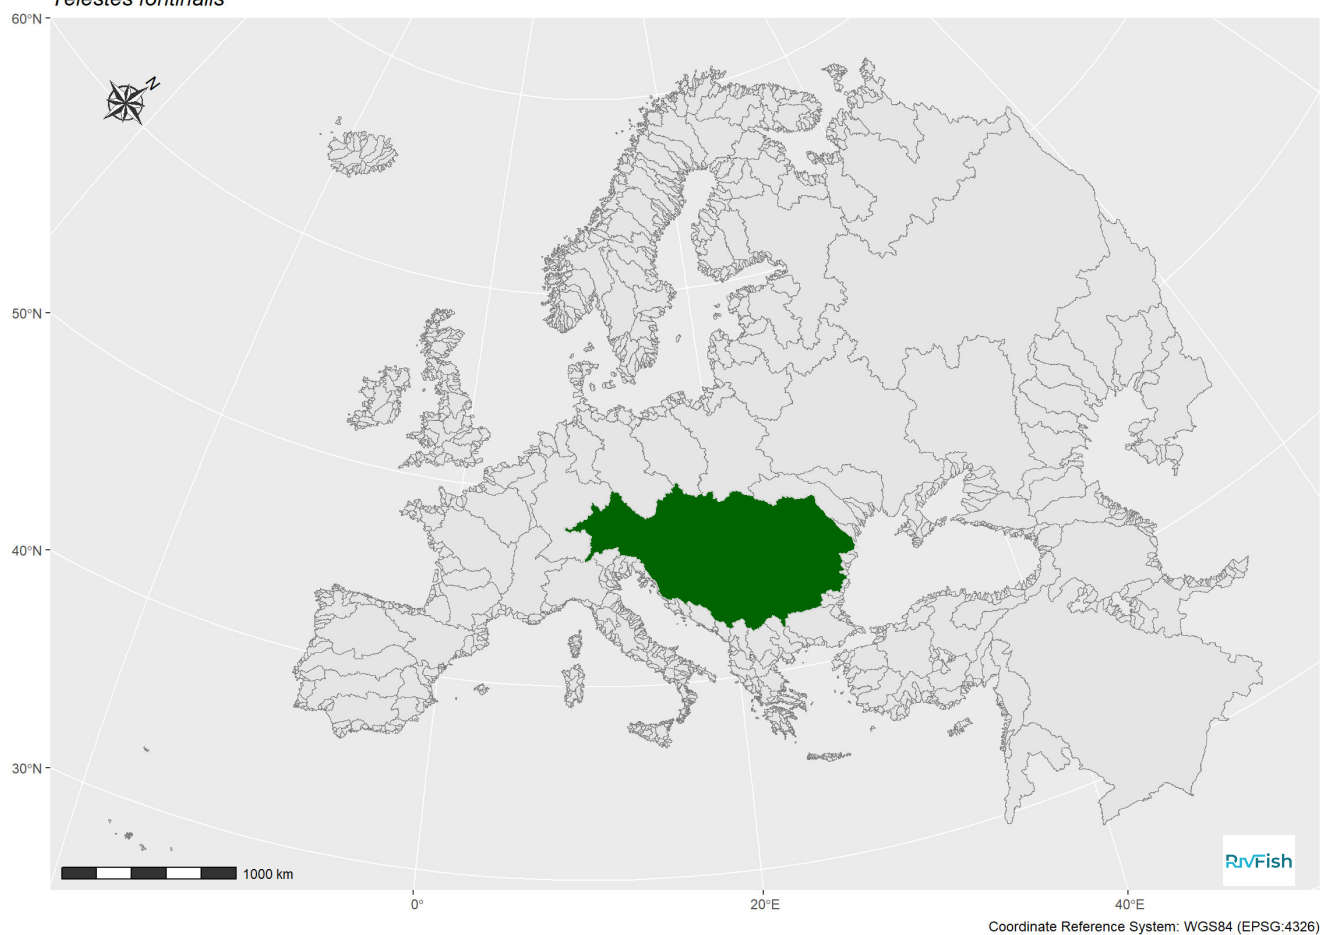 Telestes fontinalis
60°N
N
50°N
40°N
30°N
1000 km
RIVFish
0°
20°E
40°E
Coordinate Reference System: WGS84 (EPSG:4326)